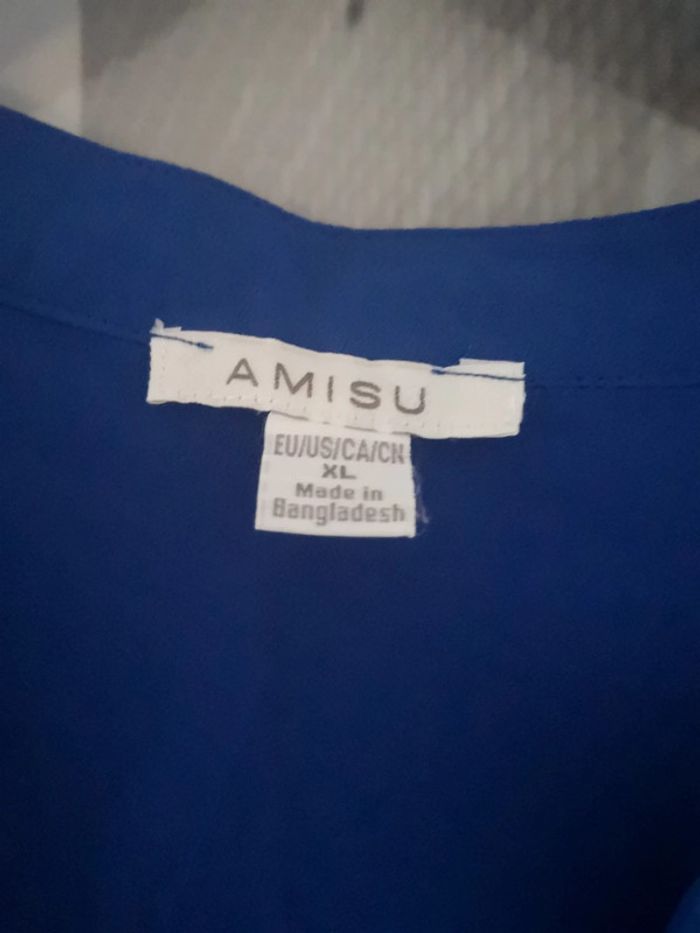 AMISU
EU/US/CA/CN
XL
Made in
Bangladesh